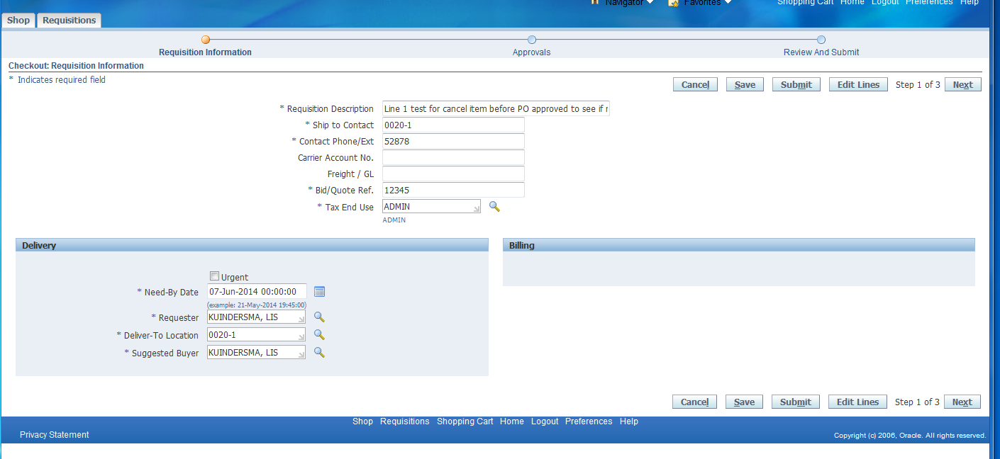 Navigator Favorites Shopping Cart Home Logout Preferences Help
Shop Requisitions
Requisition Information Approvals Review And Submit
Checkout: Requisition Information
* Indicates required field
Cancel Save Submit Edit Lines Step 1 of 3 Next
* Requisition Description Line 1 test for cancel item before PO approved to see if
* Ship to Contact 0020-1
* Contact Phone/Ext 52878
Carrier Account No.
Freight / GL
* Bid/Quote Ref. 12345
* Tax End Use ADMIN
ADMIN
Delivery Billing
Urgent
* Need-By Date 07-Jun-2014 00:00:00
(example: 21-May-2014 19:45:00)
* Requester KUINDERSMA, LIS
* Deliver-To Location 0020-1
* Suggested Buyer KUINDERSMA, LIS
Cancel Save Submit Edit Lines Step 1 of 3 Next
Shop Requisitions Shopping Cart Home Logout Preferences Help
Privacy Statement Copyright (c) 2006, Oracle. All rights reserved.